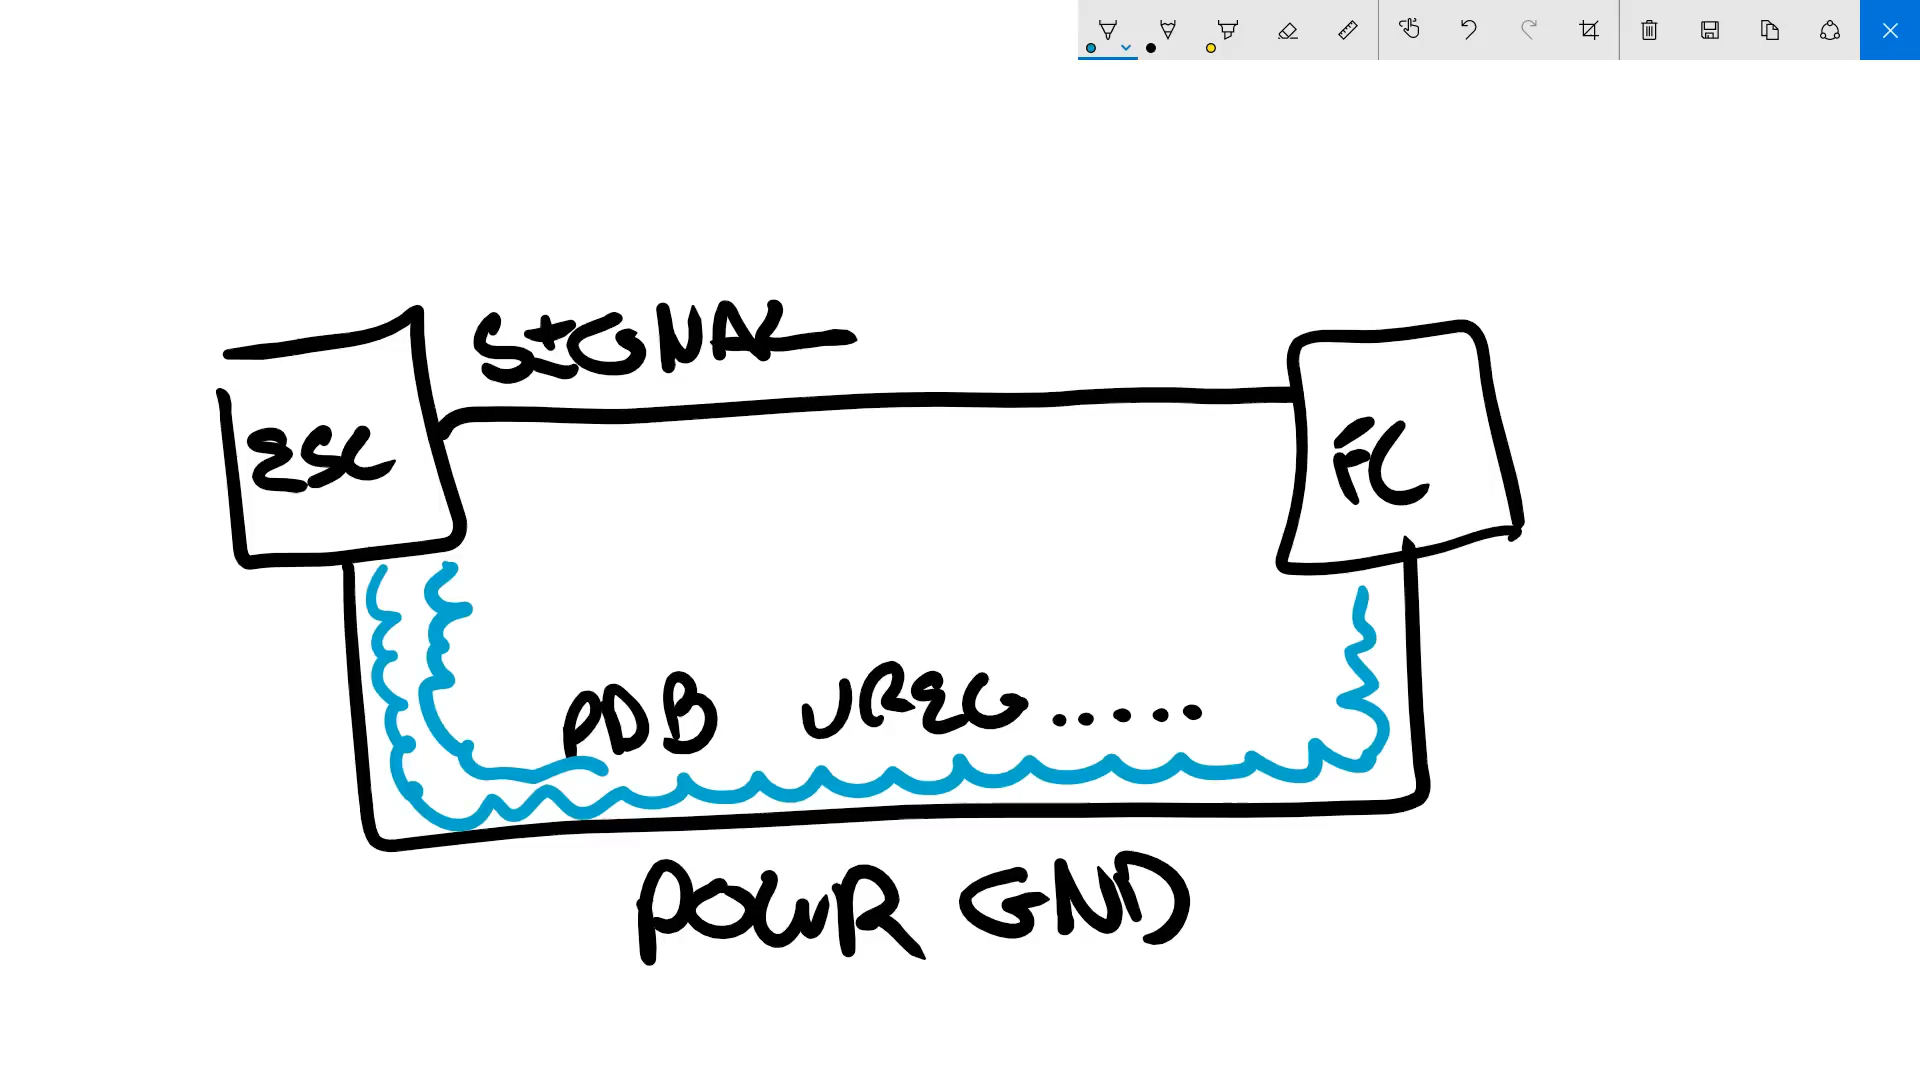 SIGNAL
ESC
FC
PDB VREG.....
POWR GND